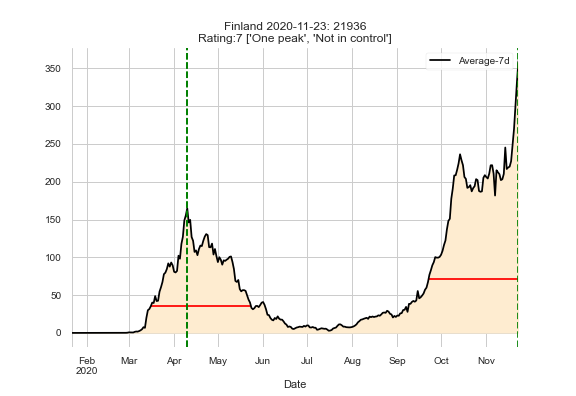 Finland 2020-11-23: 21936
Rating:7 ['One peak', 'Not in control']
Average-7d
350
300
250
200
150
100
50
0
Feb Mar Apr May Jun Jul Aug Sep Oct Nov
2020
Date